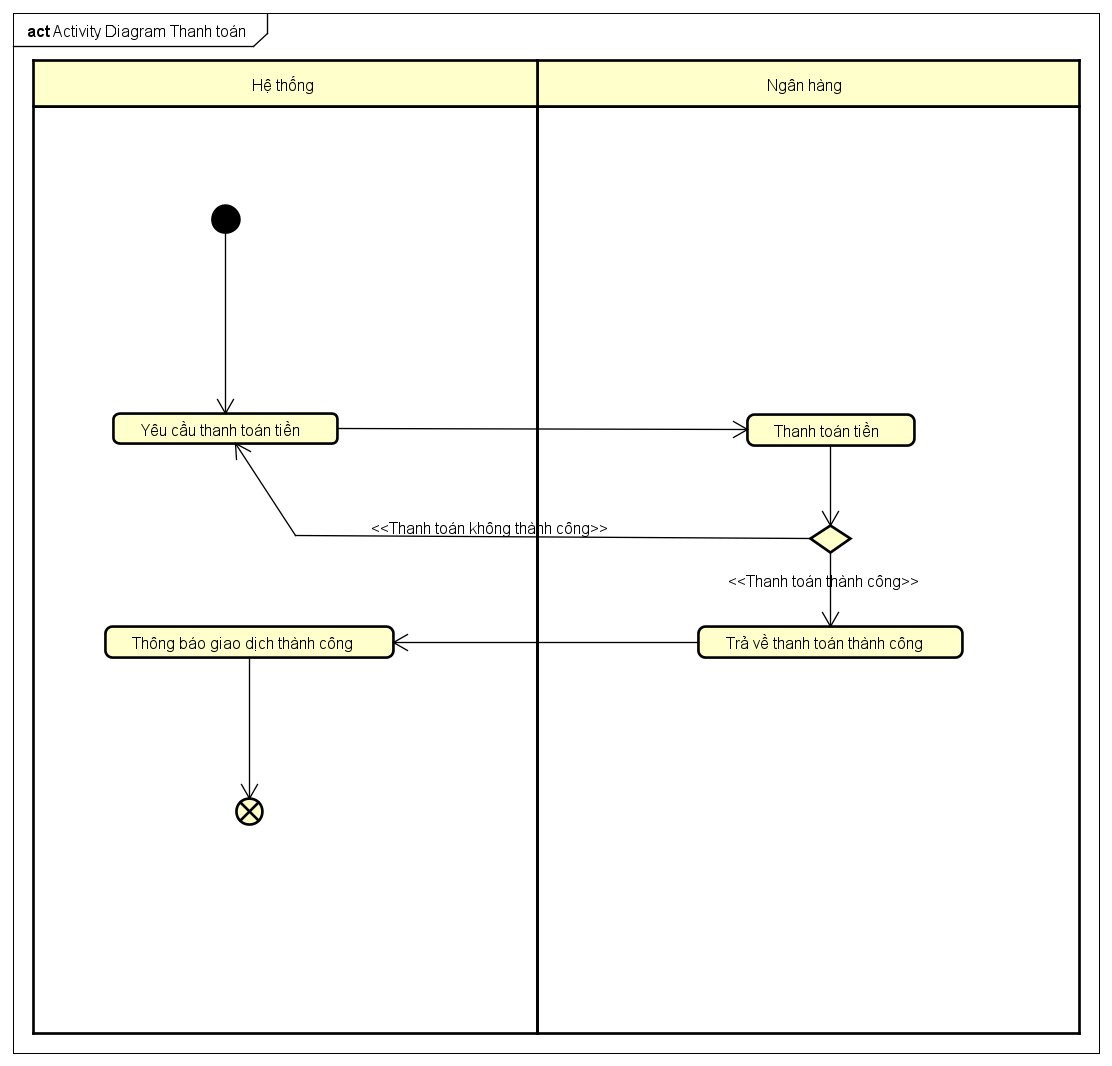 act Activity Diagram Thanh toán
Hệ thống
Ngân hàng
Yêu cầu thanh toán tiền
Thanh toán tiền
<<Thanh toán không thành công>>
<<Thanh toán thành công>>
Thông báo giao dịch thành công
Trả về thanh toán thành công